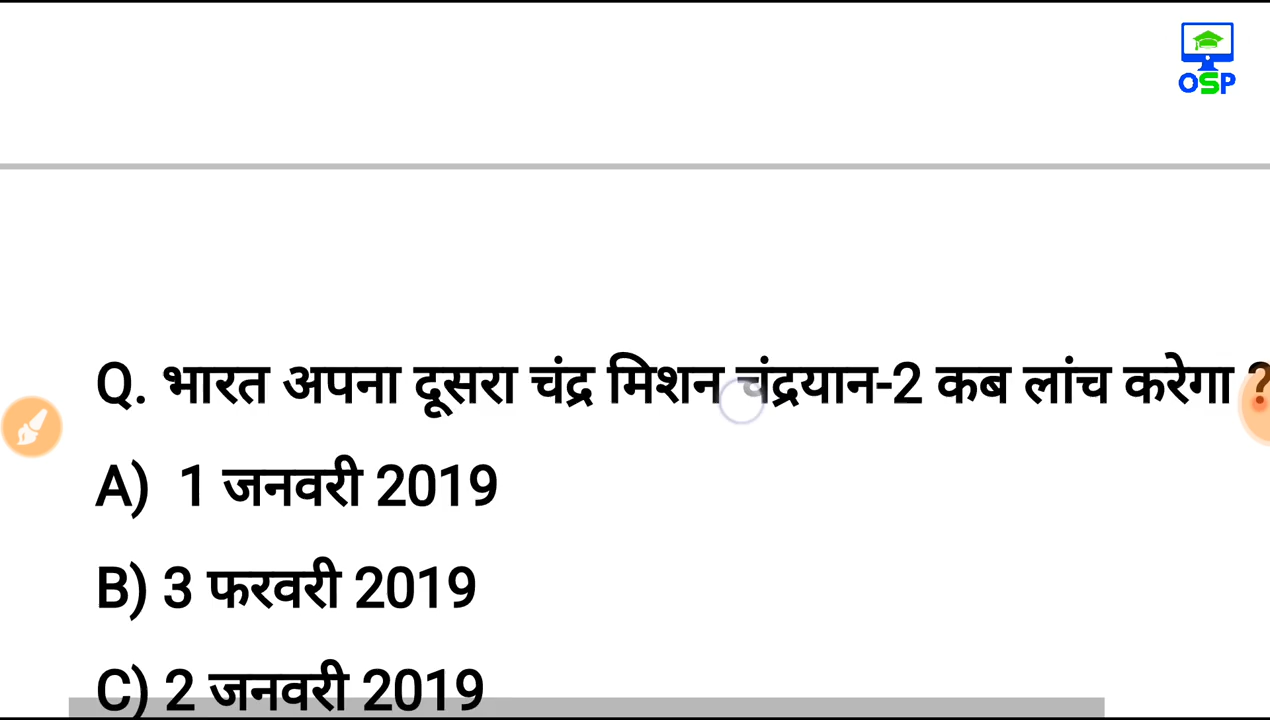 OSP
Q. भारत अपना दूसरा चंद्र मिशन चंद्रयान-2 कब लांच करेगा ?
A) 1 जनवरी 2019
B) 3 फरवरी 2019
C) 2 जनवरी 2019